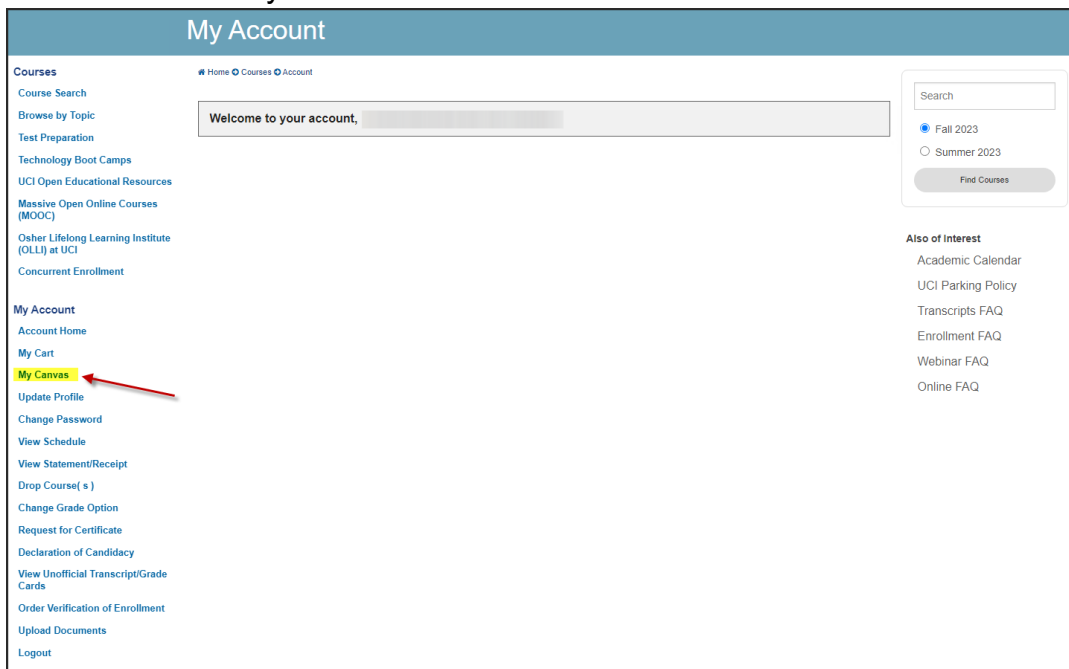 My Account
Courses
Course Search
Browse by Topic
Test Preparation
Technology Boot Camps
UCI Open Educational Resources
Massive Open Online Courses
(MOOC)
Osher Lifelong Learning Institute
(OLLI) at UCI
Concurrent Enrollment
My Account
Account Home
My Cart
My Canvas
Update Profile
Change Password
View Schedule
View Statement/Receipt
Drop Course( s )
Change Grade Option
Request for Certificate
Declaration of Candidacy
View Unofficial Transcript/Grade
Cards
Order Verification of Enrollment
Upload Documents
Logout
Home Courses Account
Welcome to your account,
Search
Fall 2023
Summer 2023
Find Courses
Also of Interest
Academic Calendar
UCI Parking Policy
Transcripts FAQ
Enrollment FAQ
Webinar FAQ
Online FAQ